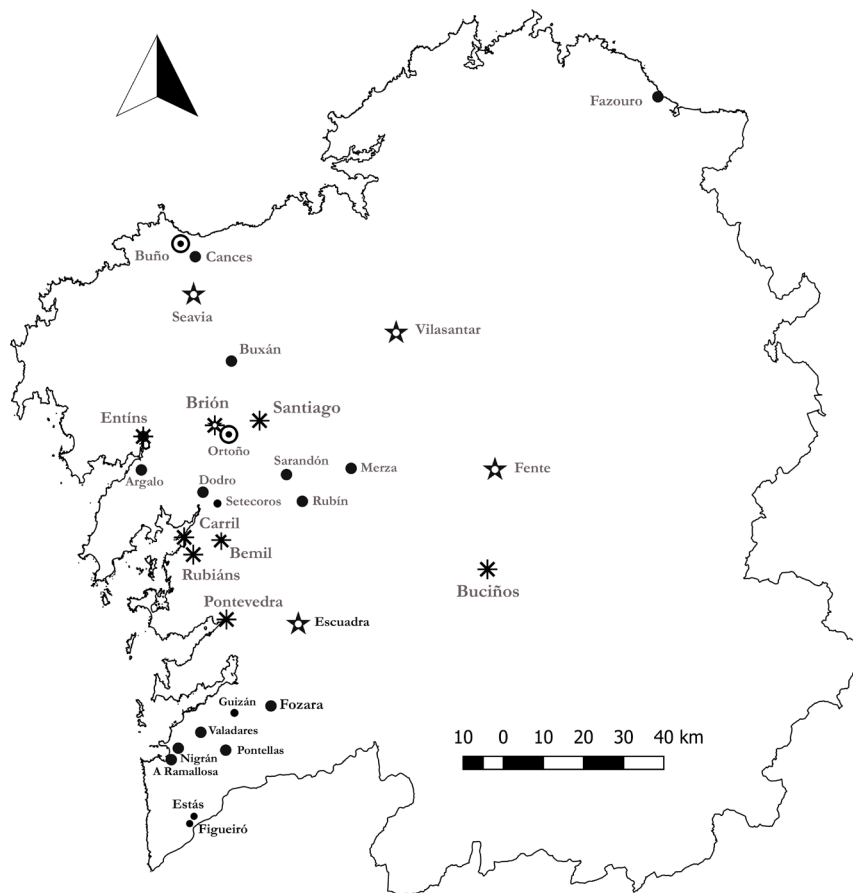 Fazouro
Buño
Cances
Seavia
Vilasantar
Buxán
Brión
Santiago
Entíns
Ortoño
Sarandón
Merza
Fente
Argalo
Dodro
Setecoros
Rubín
Carril
Bemil
Rubiáns
Buciños
Pontevedra
Escuadra
Guizán
Fozara
Valadares
Pontellas
Nigrán
A Ramallosa
10 0 10 20 30 40 km
Estás
Figueiró